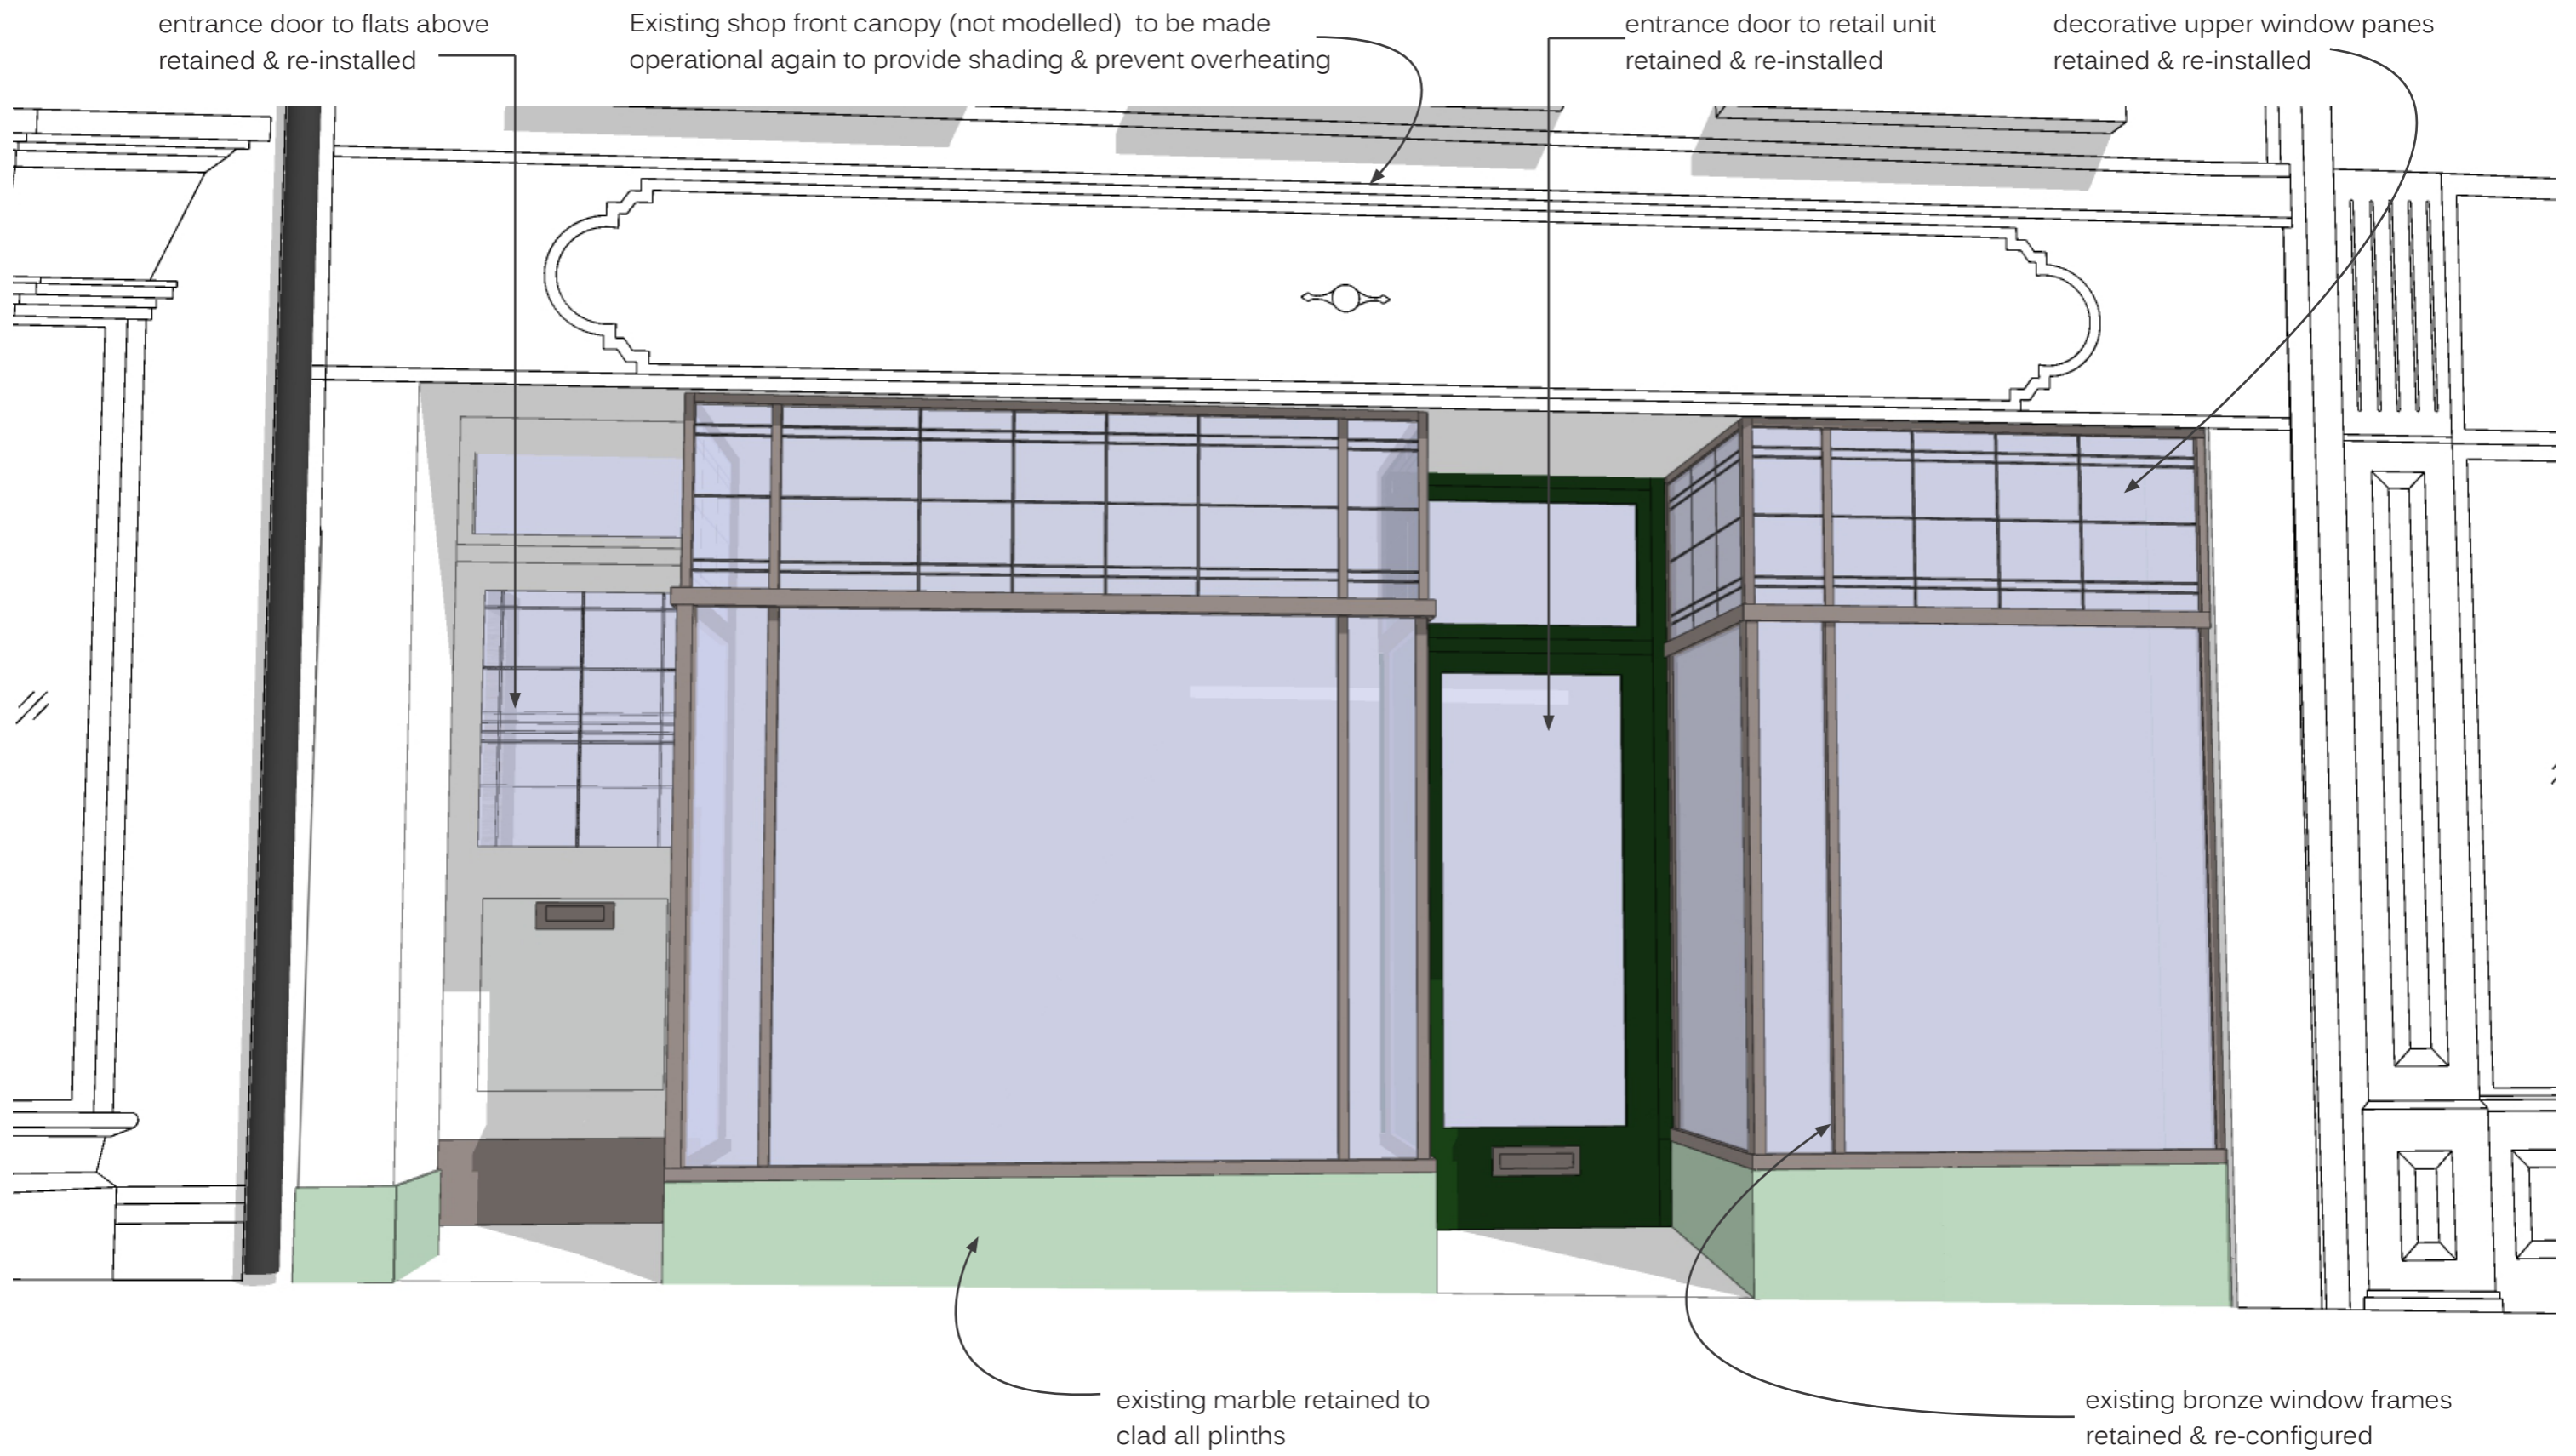 entrance door to flats above
retained & re-installed
Existing shop front canopy (not modelled)  to be made
operational again to provide shading & prevent overheating
entrance door to retail unit
retained & re-installed
decorative upper window panes
retained & re-installed
existing marble retained to
clad all plinths
existing bronze window frames
retained & re-configured